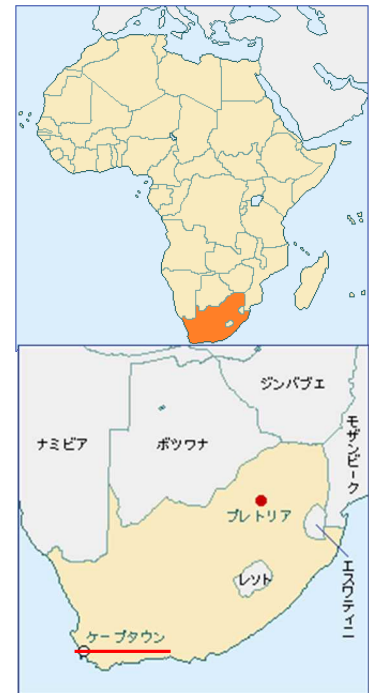 ジンバブエ
ナミビア
ボツワナ
モザンビーク
プレトリア
エスワティニ
レソト
ケープタウン